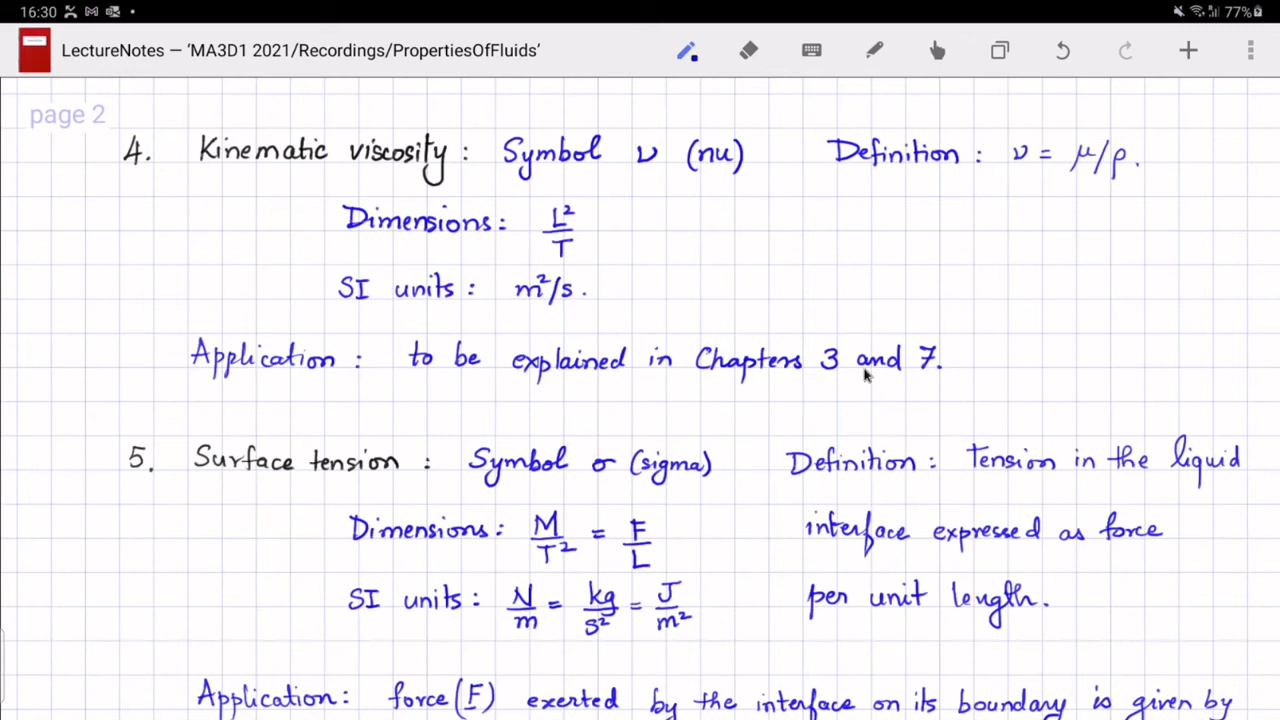 16:30 77%
LectureNotes — ‘MA3D1 2021/Recordings/PropertiesOfFluids’
page 2
4. Kinematic viscosity : Symbol ν (nu) Definition : ν = μ/ρ.
Dimensions : L²/T
SI units : m²/s.
Application : to be explained in Chapters 3 and 7.
5. Surface tension : Symbol σ (sigma) Definition : Tension in the liquid
Dimensions : M/T² = F/L interface expressed as force
SI units : N/m = kg/s² = J/m² per unit length.
Application : force (F) exerted by the interface on its boundary is given by